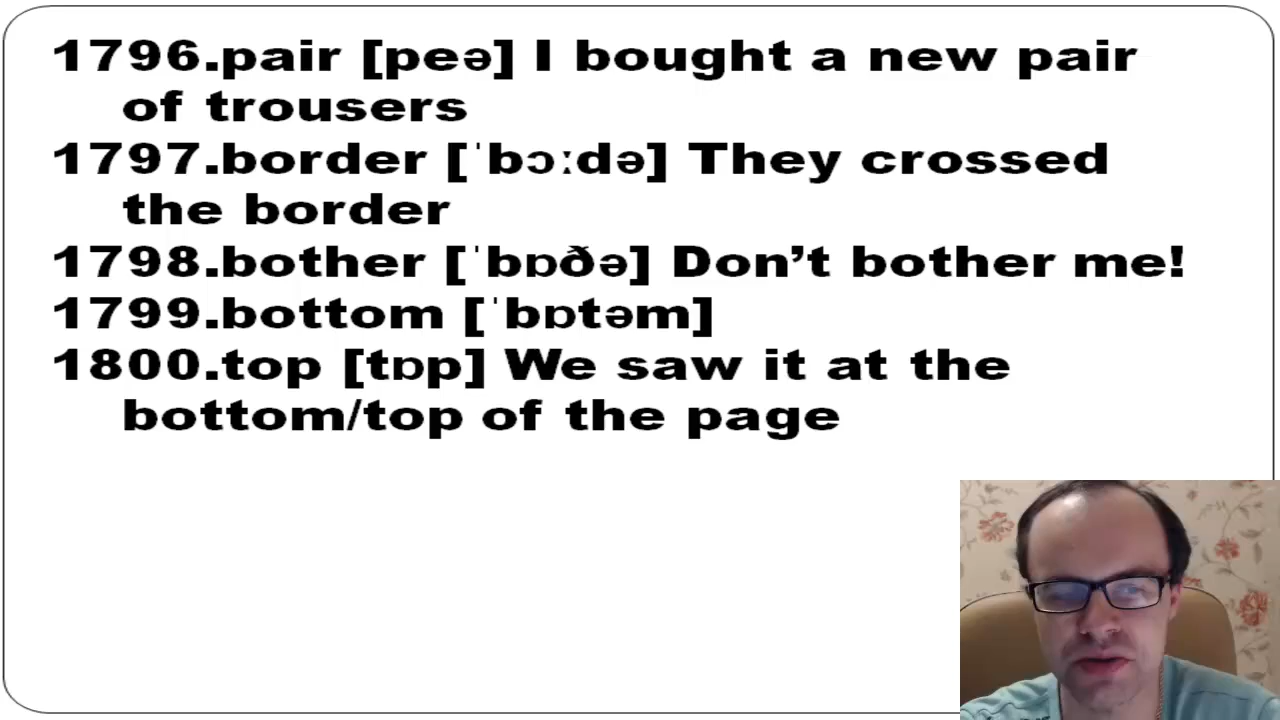 1796.pair [peə] I bought a new pair
of trousers
1797.border [ˈbɔːdə] They crossed
the border
1798.bother [ˈbɒðə] Don’t bother me!
1799.bottom [ˈbɒtəm]
1800.top [tɒp] We saw it at the
bottom/top of the page